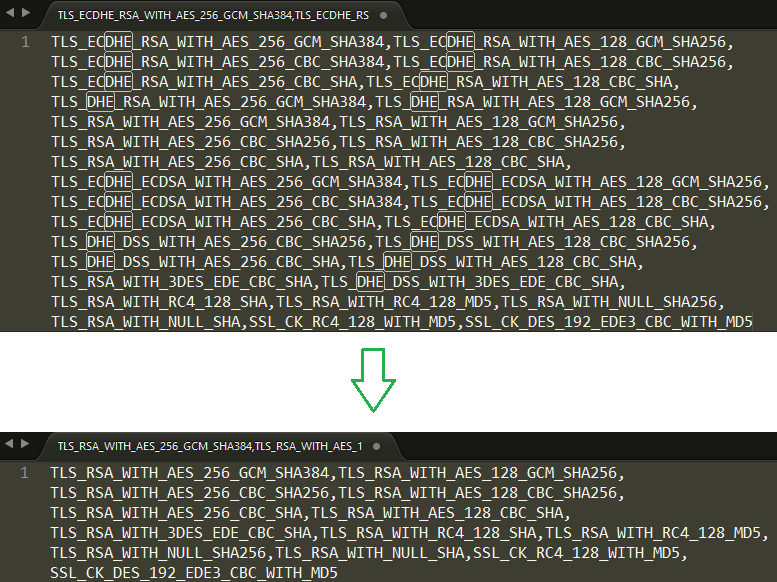 TLS_ECDHE_RSA_WITH_AES_256_GCM_SHA384,TLS_ECDHE_RS
1 TLS_ECDHE_RSA_WITH_AES_256_GCM_SHA384,TLS_ECDHE_RSA_WITH_AES_128_GCM_SHA256,
TLS_ECDHE_RSA_WITH_AES_256_CBC_SHA384,TLS_ECDHE_RSA_WITH_AES_128_CBC_SHA256,
TLS_ECDHE_RSA_WITH_AES_256_CBC_SHA,TLS_ECDHE_RSA_WITH_AES_128_CBC_SHA,
TLS_DHE_RSA_WITH_AES_256_GCM_SHA384,TLS_DHE_RSA_WITH_AES_128_GCM_SHA256,
TLS_RSA_WITH_AES_256_GCM_SHA384,TLS_RSA_WITH_AES_128_GCM_SHA256,
TLS_RSA_WITH_AES_256_CBC_SHA256,TLS_RSA_WITH_AES_128_CBC_SHA256,
TLS_RSA_WITH_AES_256_CBC_SHA,TLS_RSA_WITH_AES_128_CBC_SHA,
TLS_ECDHE_ECDSA_WITH_AES_256_GCM_SHA384,TLS_ECDHE_ECDSA_WITH_AES_128_GCM_SHA256,
TLS_ECDHE_ECDSA_WITH_AES_256_CBC_SHA384,TLS_ECDHE_ECDSA_WITH_AES_128_CBC_SHA256,
TLS_ECDHE_ECDSA_WITH_AES_256_CBC_SHA,TLS_ECDHE_ECDSA_WITH_AES_128_CBC_SHA,
TLS_DHE_DSS_WITH_AES_256_CBC_SHA256,TLS_DHE_DSS_WITH_AES_128_CBC_SHA256,
TLS_DHE_DSS_WITH_AES_256_CBC_SHA,TLS_DHE_DSS_WITH_AES_128_CBC_SHA,
TLS_RSA_WITH_3DES_EDE_CBC_SHA,TLS_DHE_DSS_WITH_3DES_EDE_CBC_SHA,
TLS_RSA_WITH_RC4_128_SHA,TLS_RSA_WITH_RC4_128_MD5,TLS_RSA_WITH_NULL_SHA256,
TLS_RSA_WITH_NULL_SHA,SSL_CK_RC4_128_WITH_MD5,SSL_CK_DES_192_EDE3_CBC_WITH_MD5
TLS_RSA_WITH_AES_256_GCM_SHA384,TLS_RSA_WITH_AES_1
1 TLS_RSA_WITH_AES_256_GCM_SHA384,TLS_RSA_WITH_AES_128_GCM_SHA256,
TLS_RSA_WITH_AES_256_CBC_SHA256,TLS_RSA_WITH_AES_128_CBC_SHA256,
TLS_RSA_WITH_AES_256_CBC_SHA,TLS_RSA_WITH_AES_128_CBC_SHA,
TLS_RSA_WITH_3DES_EDE_CBC_SHA,TLS_RSA_WITH_RC4_128_SHA,TLS_RSA_WITH_RC4_128_MD5,
TLS_RSA_WITH_NULL_SHA256,TLS_RSA_WITH_NULL_SHA,SSL_CK_RC4_128_WITH_MD5,
SSL_CK_DES_192_EDE3_CBC_WITH_MD5